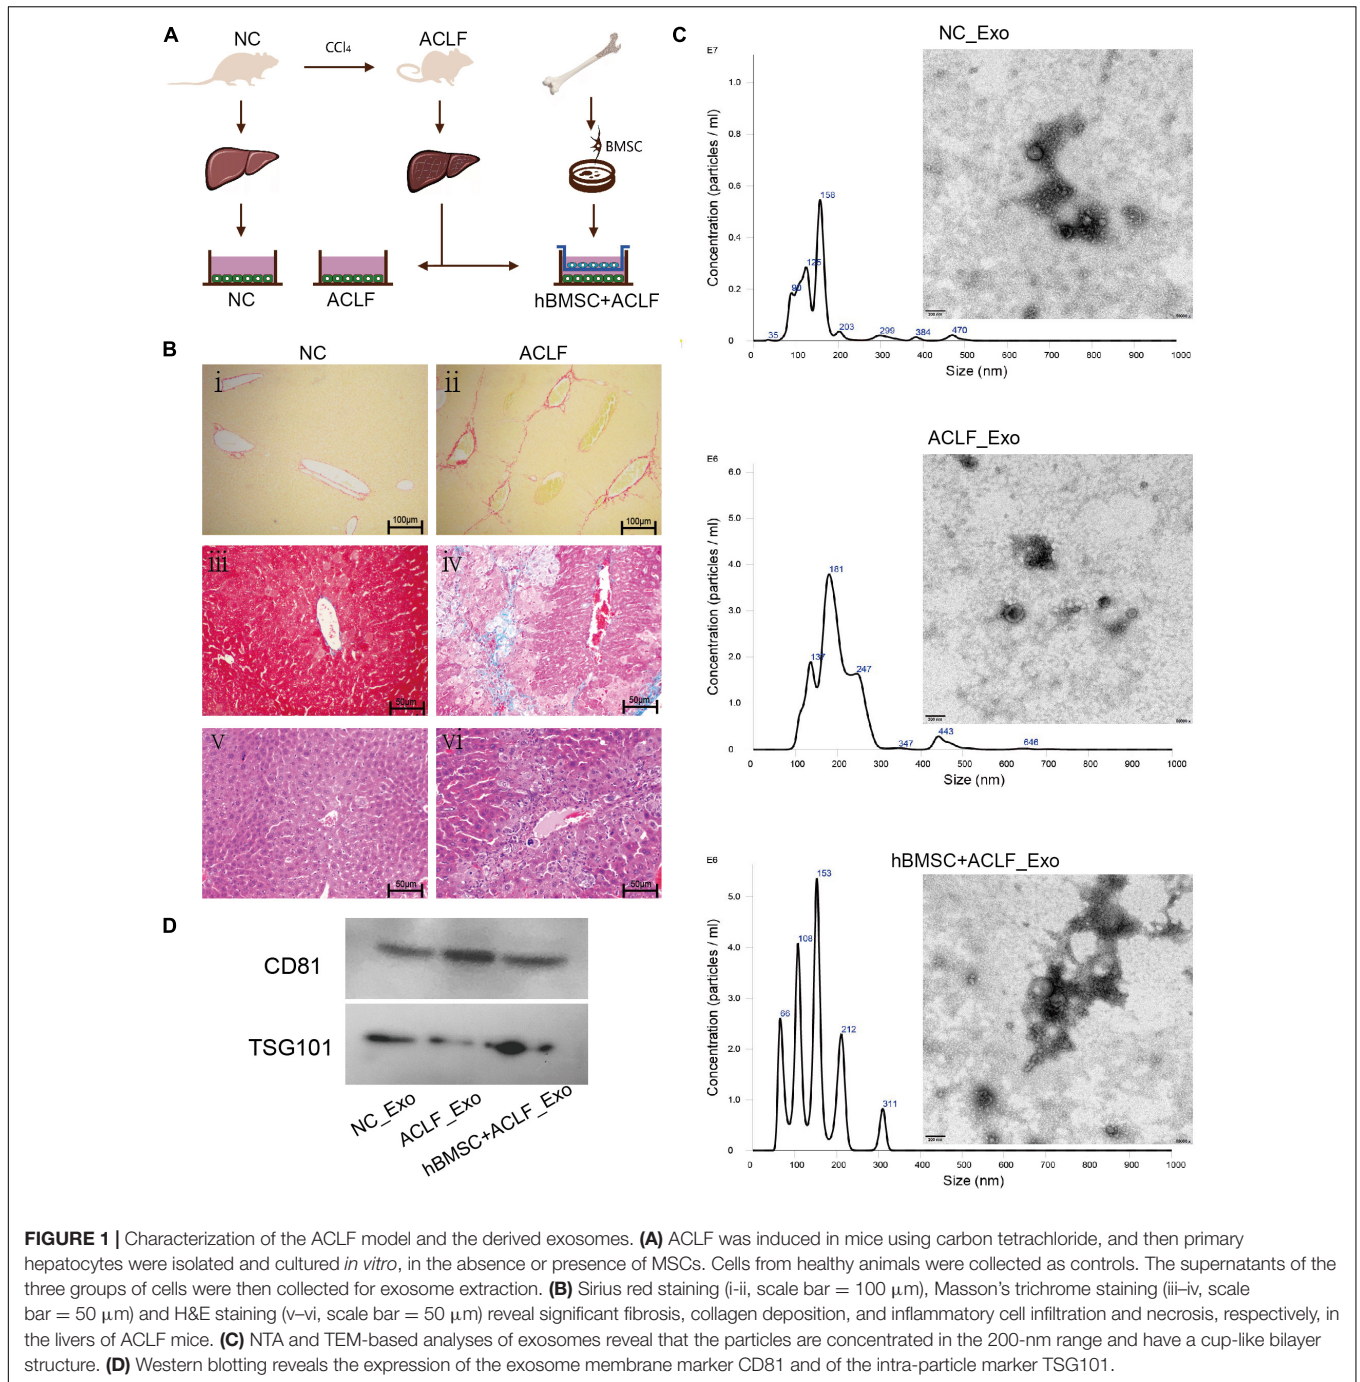 A
NC
CCl₄
ACLF
BMSC
NC
ACLF
hBMSC+ACLF
B
NC
ACLF
i
ii
100μm
100μm
iii
iv
50μm
50μm
v
vi
50μm
50μm
D
CD81
TSG101
NC_Exo
ACLF_Exo
hBMSC+ACLF_Exo
C
NC_Exo
E7
Concentration (particles / ml)
1.0
0.8
0.6
0.4
0.2
0
35
90
125
156
203
299
384
470
100 200 300 400 500 600 700 800 900 1000
Size (nm)
ACLF_Exo
E6
Concentration (particles / ml)
6.0
5.0
4.0
3.0
2.0
1.0
0
137
181
247
347
443
646
100 200 300 400 500 600 700 800 900 1000
Size (nm)
hBMSC+ACLF_Exo
E6
Concentration (particles / ml)
5.0
4.0
3.0
2.0
1.0
0
66
108
153
212
311
100 200 300 400 500 600 700 800 900 1000
Size (nm)
FIGURE 1 | Characterization of the ACLF model and the derived exosomes. (A) ACLF was induced in mice using carbon tetrachloride, and then primary
hepatocytes were isolated and cultured in vitro, in the absence or presence of MSCs. Cells from healthy animals were collected as controls. The supernatants of the
three groups of cells were then collected for exosome extraction. (B) Sirius red staining (i-ii, scale bar = 100 μm), Masson's trichrome staining (iii–iv, scale
bar = 50 μm) and H&E staining (v–vi, scale bar = 50 μm) reveal significant fibrosis, collagen deposition, and inflammatory cell infiltration and necrosis, respectively, in
the livers of ACLF mice. (C) NTA and TEM-based analyses of exosomes reveal that the particles are concentrated in the 200-nm range and have a cup-like bilayer
structure. (D) Western blotting reveals the expression of the exosome membrane marker CD81 and of the intra-particle marker TSG101.